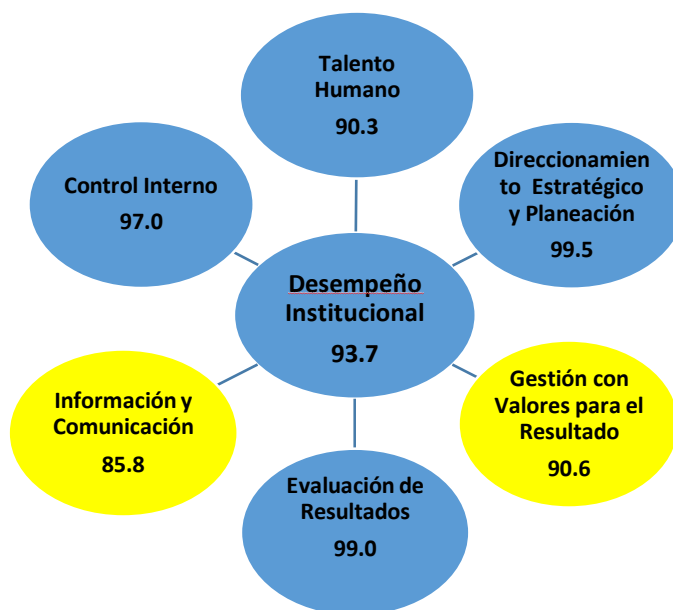 Talento
Humano
90.3
Direccionamien
to Estratégico
y Planeación
99.5
Control Interno
97.0
Desempeño
Institucional
93.7
Gestión con
Valores para el
Resultado
90.6
Información y
Comunicación
85.8
Evaluación de
Resultados
99.0